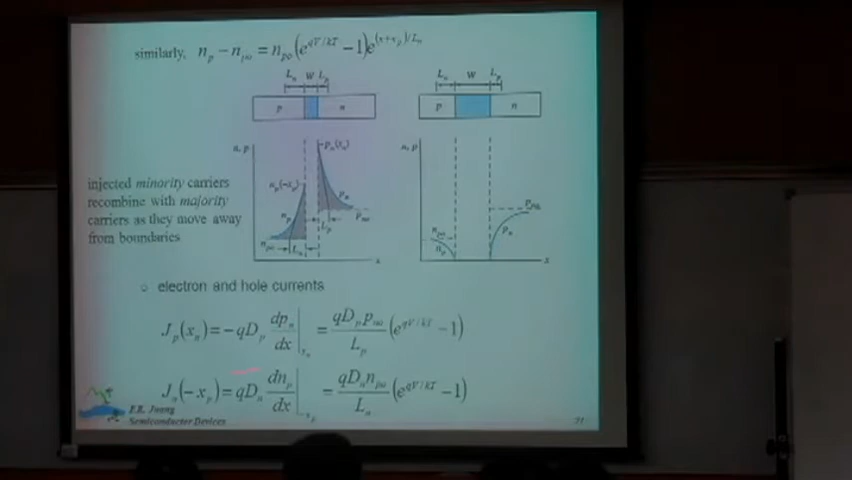 similarly, n_p − n_po = n_po(e^{qV/kT} − 1)e^{(x+x_p)/L_n}
L_n W L_p
L_n W L_p
p n
p n
n, p
n, p
p_n(x_n)
n_p(-x_p)
injected minority carriers
recombine with majority
carriers as they move away
from boundaries
p_n
p_no
n_p
L_p
n_po
L_n
x
n_po
n_p
p_no
p_n
x
electron and hole currents
J_p(x_n) = −qD_p dp_n/dx |_{x_n} = qD_p p_no/L_p (e^{qV/kT} − 1)
J_n(−x_p) = qD_n dn_p/dx |_{-x_p} = qD_n n_po/L_n (e^{qV/kT} − 1)
Semiconductor Devices